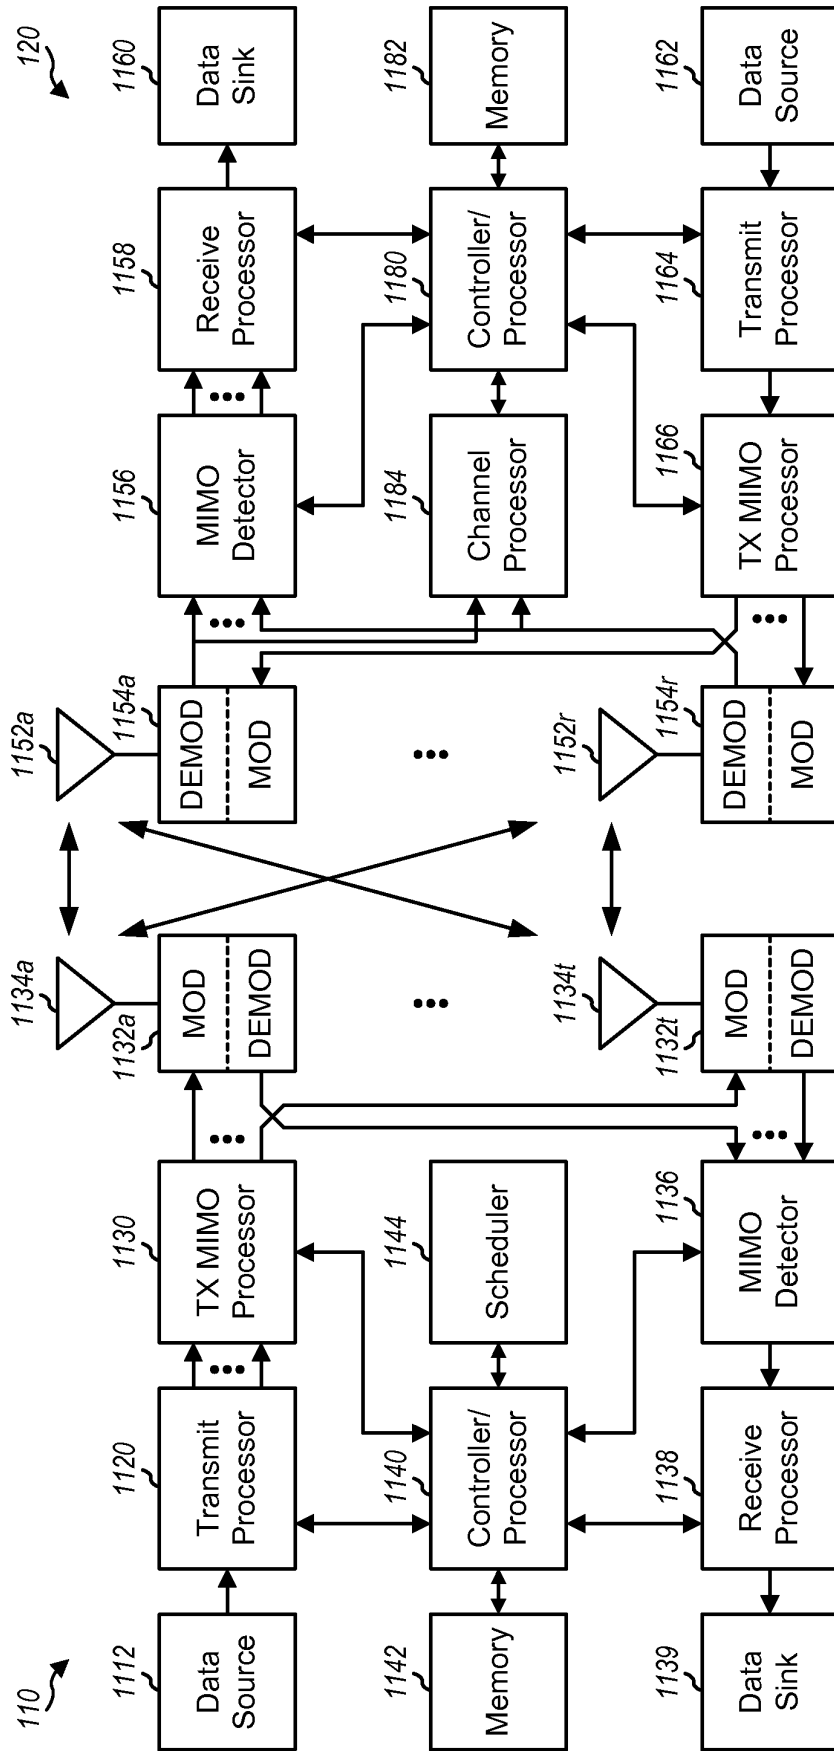 110
1112
Data
Source
1120
Transmit
Processor
1130
TX MIMO
Processor
1134a
1132a
MOD
DEMOD
1142
Memory
1140
Controller/
Processor
1144
Scheduler
1139
Data
Sink
1138
Receive
Processor
1136
MIMO
Detector
1134t
1132t
MOD
DEMOD
120
1152a
1154a
DEMOD
MOD
1156
MIMO
Detector
1158
Receive
Processor
1160
Data
Sink
1184
Channel
Processor
1180
Controller/
Processor
1182
Memory
1152r
1154r
DEMOD
MOD
1166
TX MIMO
Processor
1164
Transmit
Processor
1162
Data
Source